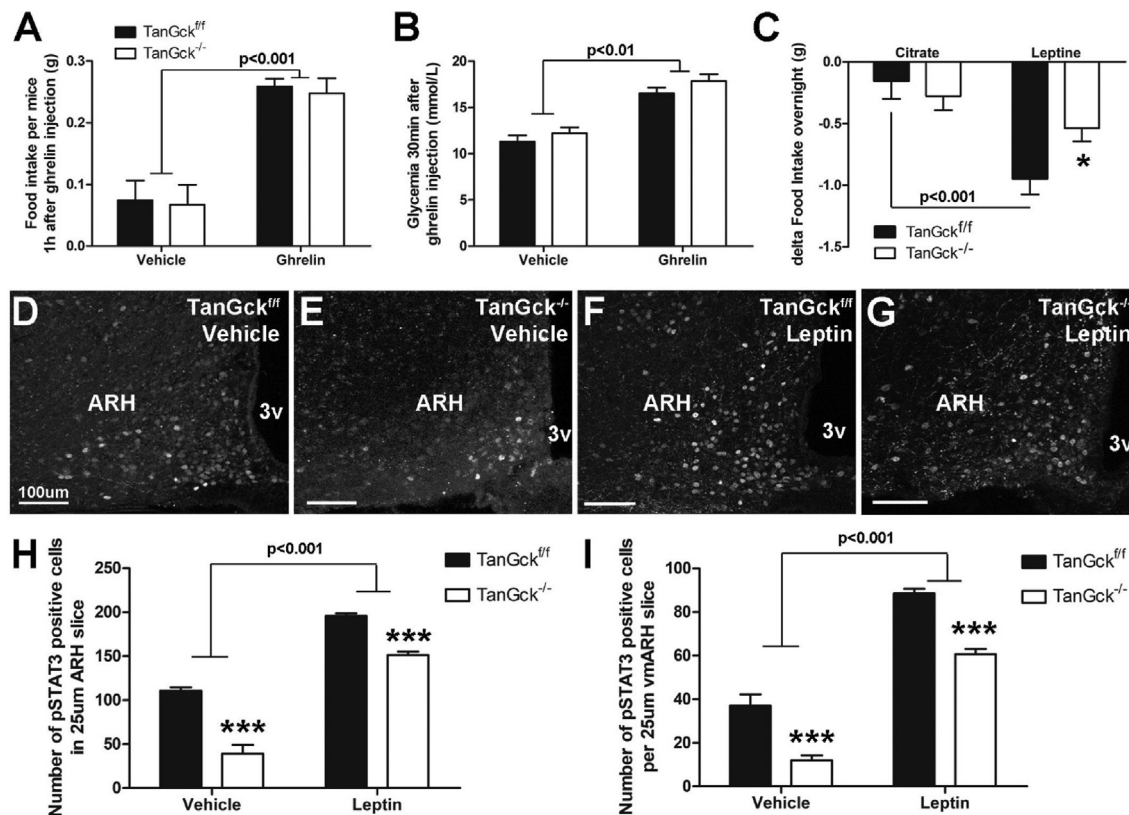 A
TanGck^f/f
TanGck^-/-
Food intake per mice
1h after ghrelin injection (g)
0.3
0.2
0.1
0.0
p<0.001
Vehicle
Ghrelin
B
Glycemia 30min after
ghrelin injection (mmol/L)
20
15
10
5
0
p<0.01
Vehicle
Ghrelin
C
Citrate
Leptine
delta Food Intake overnight (g)
0.0
-0.5
-1.0
-1.5
*
p<0.001
TanGck^f/f
TanGck^-/-
D
TanGck^f/f
Vehicle
ARH
3v
100um
E
TanGck^-/-
Vehicle
ARH
3v
F
TanGck^f/f
Leptin
ARH
3v
G
TanGck^-/-
Leptin
ARH
3v
H
Number of pSTAT3 positive cells
in 25um ARH slice
250
200
150
100
50
0
p<0.001
TanGck^f/f
TanGck^-/-
***
***
Vehicle
Leptin
I
Number of pSTAT3 positive cells
per 25um vmARH slice
100
80
60
40
20
0
p<0.001
TanGck^f/f
TanGck^-/-
***
***
Vehicle
Leptin